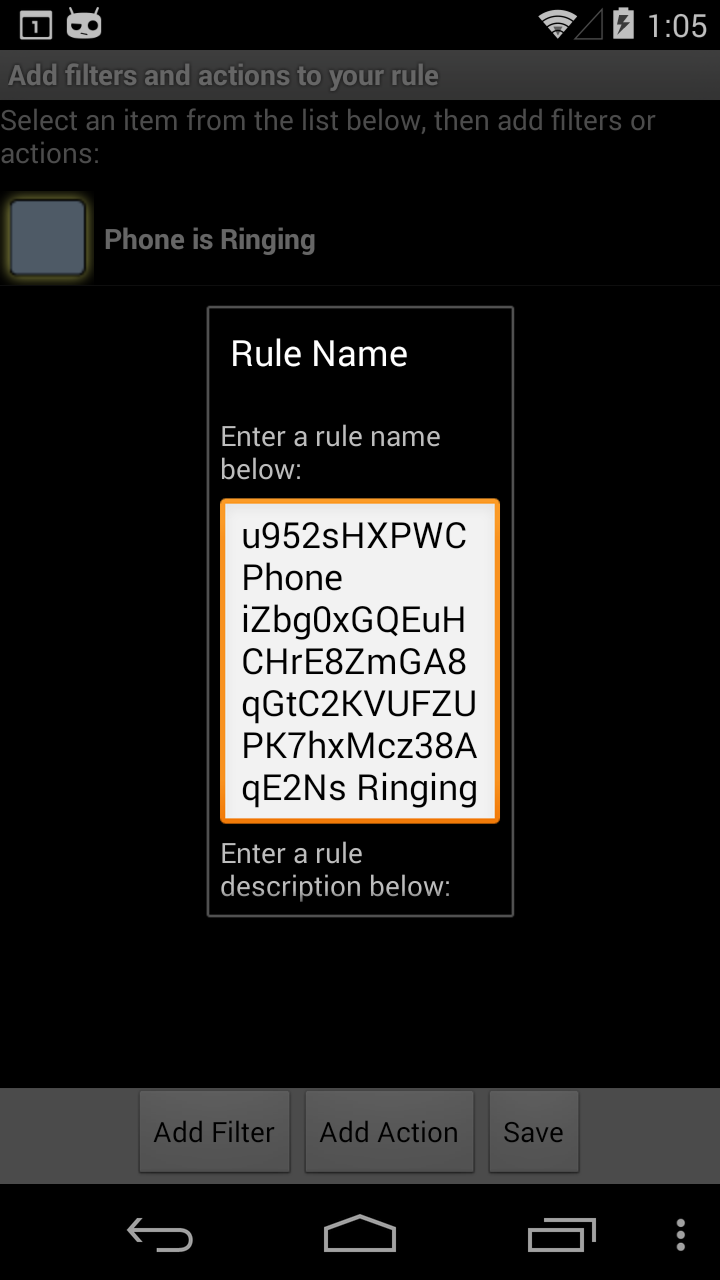 1
1:05
Add filters and actions to your rule
Select an item from the list below, then add filters or
actions:
Phone is Ringing
Rule Name
Enter a rule name
below:
u952sHXPWC
Phone
iZbg0xGQEuH
CHrE8ZmGA8
qGtC2KVUFZU
PK7hxMcz38A
qE2Ns Ringing
Enter a rule
description below:
Add Filter
Add Action
Save